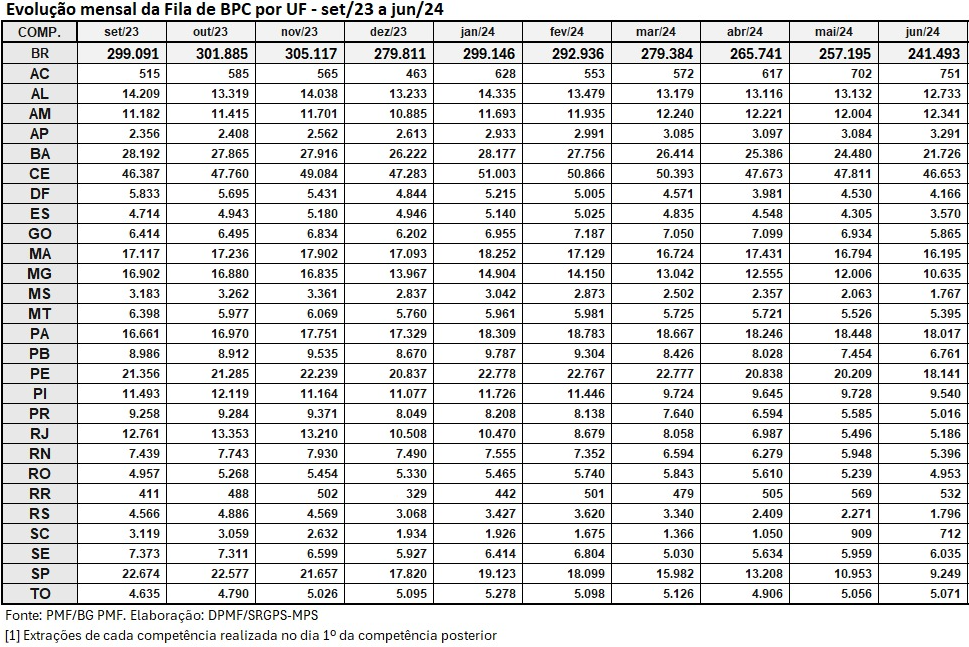 Evolução mensal da Fila de BPC por UF - set/23 a jun/24
COMP. set/23 out/23 nov/23 dez/23 jan/24 fev/24 mar/24 abr/24 mai/24 jun/24
BR 299.091 301.885 305.117 279.811 299.146 292.936 279.384 265.741 257.195 241.493
AC 515 585 565 463 628 553 572 617 702 751
AL 14.209 13.319 14.038 13.233 14.335 13.479 13.179 13.116 13.132 12.733
AM 11.182 11.415 11.701 10.885 11.693 11.935 12.240 12.221 12.004 12.341
AP 2.356 2.408 2.562 2.613 2.933 2.991 3.085 3.097 3.084 3.291
BA 28.192 27.865 27.916 26.222 28.177 27.756 26.414 25.386 24.480 21.726
CE 46.387 47.760 49.084 47.283 51.003 50.866 50.393 47.673 47.811 46.653
DF 5.833 5.695 5.431 4.844 5.215 5.005 4.571 3.981 4.530 4.166
ES 4.714 4.943 5.180 4.946 5.140 5.025 4.835 4.548 4.305 3.570
GO 6.414 6.495 6.834 6.202 6.955 7.187 7.050 7.099 6.934 5.865
MA 17.117 17.236 17.902 17.093 18.252 17.129 16.724 17.431 16.794 16.195
MG 16.902 16.880 16.835 13.967 14.904 14.150 13.042 12.555 12.006 10.635
MS 3.183 3.262 3.361 2.837 3.042 2.873 2.502 2.357 2.063 1.767
MT 6.398 5.977 6.069 5.760 5.961 5.981 5.725 5.721 5.526 5.395
PA 16.661 16.970 17.751 17.329 18.309 18.783 18.667 18.246 18.448 18.017
PB 8.986 8.912 9.535 8.670 9.787 9.304 8.426 8.028 7.454 6.761
PE 21.356 21.285 22.239 20.837 22.778 22.767 22.777 20.838 20.209 18.141
PI 11.493 12.119 11.164 11.077 11.726 11.446 9.724 9.645 9.728 9.540
PR 9.258 9.284 9.371 8.049 8.208 8.138 7.640 6.594 5.585 5.016
RJ 12.761 13.353 13.210 10.508 10.470 8.679 8.058 6.987 5.496 5.186
RN 7.439 7.743 7.930 7.490 7.555 7.352 6.594 6.279 5.948 5.396
RO 4.957 5.268 5.454 5.330 5.465 5.740 5.843 5.610 5.239 4.953
RR 411 488 502 329 442 501 479 505 569 532
RS 4.566 4.886 4.569 3.068 3.427 3.620 3.340 2.409 2.271 1.796
SC 3.119 3.059 2.632 1.934 1.926 1.675 1.366 1.050 909 712
SE 7.373 7.311 6.599 5.927 6.414 6.804 5.030 5.634 5.959 6.035
SP 22.674 22.577 21.657 17.820 19.123 18.099 15.982 13.208 10.953 9.249
TO 4.635 4.790 5.026 5.095 5.278 5.098 5.126 4.906 5.056 5.071
Fonte: PMF/BG PMF. Elaboração: DPMF/SRGPS-MPS
[1] Extrações de cada competência realizada no dia 1º da competência posterior